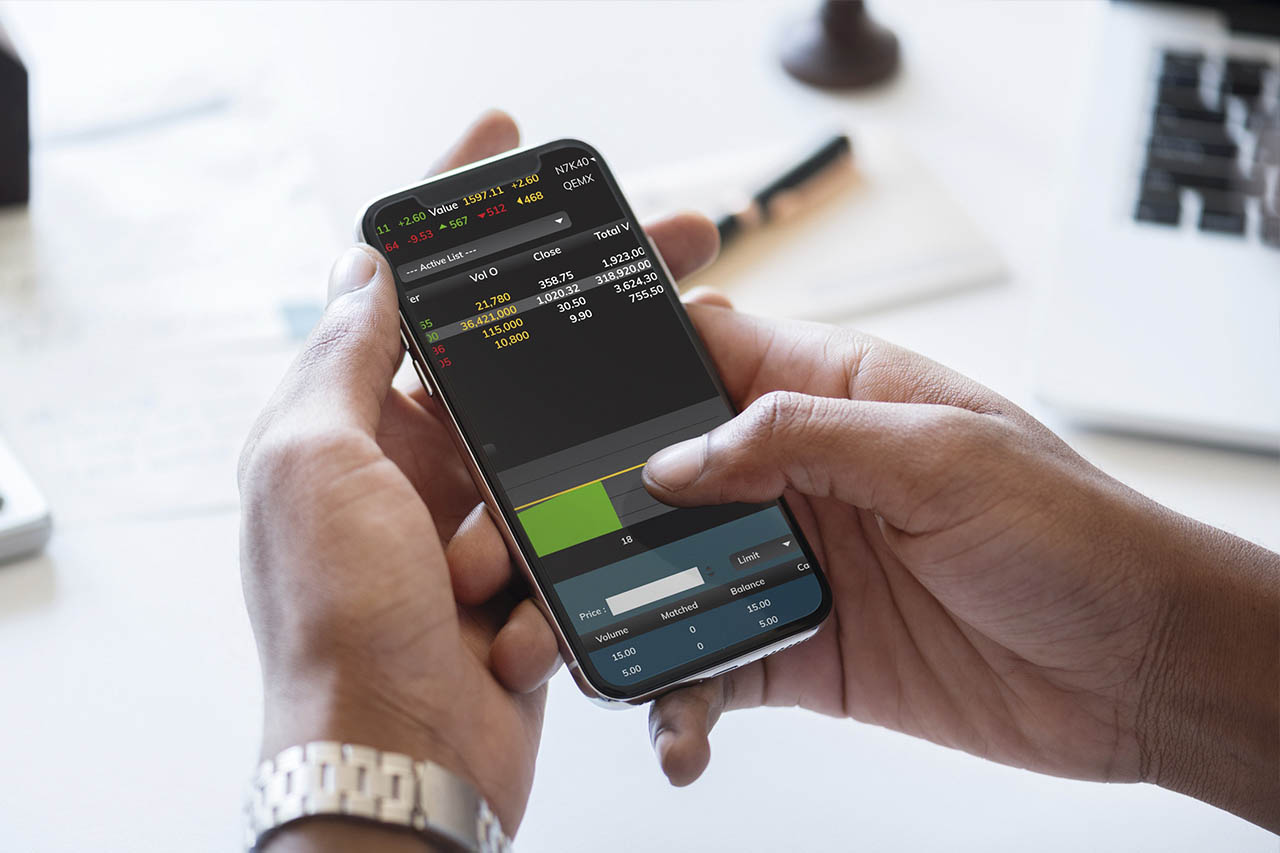 11 +2.60 Value 1597.11 +2.60 N7K40
64 -9.53 567 512 468 QEMX
--- Active List ---
er Vol O Close Total V
65 21,780 358.75 1,923.00
00 36,421,000 1,020.32 318,920.00
36 115,000 30.50 3,624.30
05 10,800 9.90 755.50
18
Price : Limit
Volume Matched Balance Ca
15.00 0 15.00
5.00 0 5.00